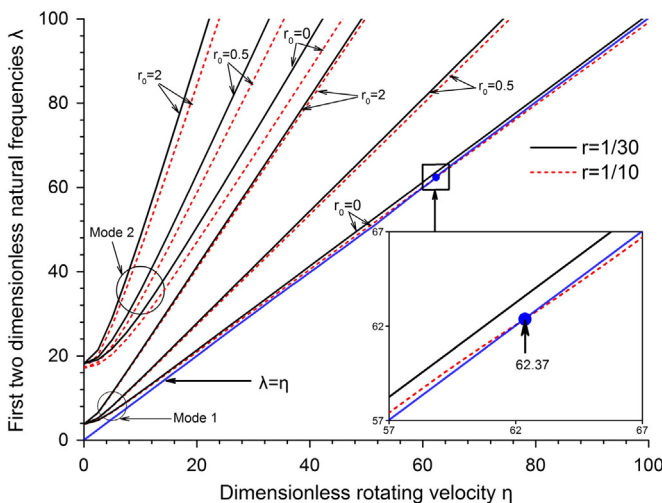 First two dimensionless natural frequencies λ
100
80
60
40
20
0
0
20
40
60
80
100
Dimensionless rotating velocity η
r₀=2
r₀=0.5
r₀=0
r₀=2
r₀=0.5
r₀=0
Mode 2
Mode 1
λ=η
r=1/30
r=1/10
67
62
57
57
62
67
62.37